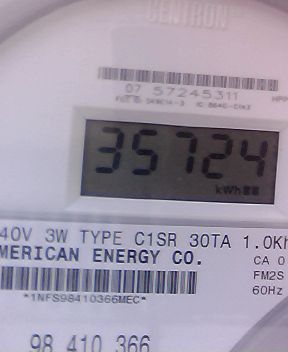 CENTRON
07 57245311
35724
kWh
40V 3W TYPE C1SR 30TA 1.0Kh
MERICAN ENERGY CO.
CA 0
FM2S
60Hz
*1NFS98410366MEC*
98 410 366